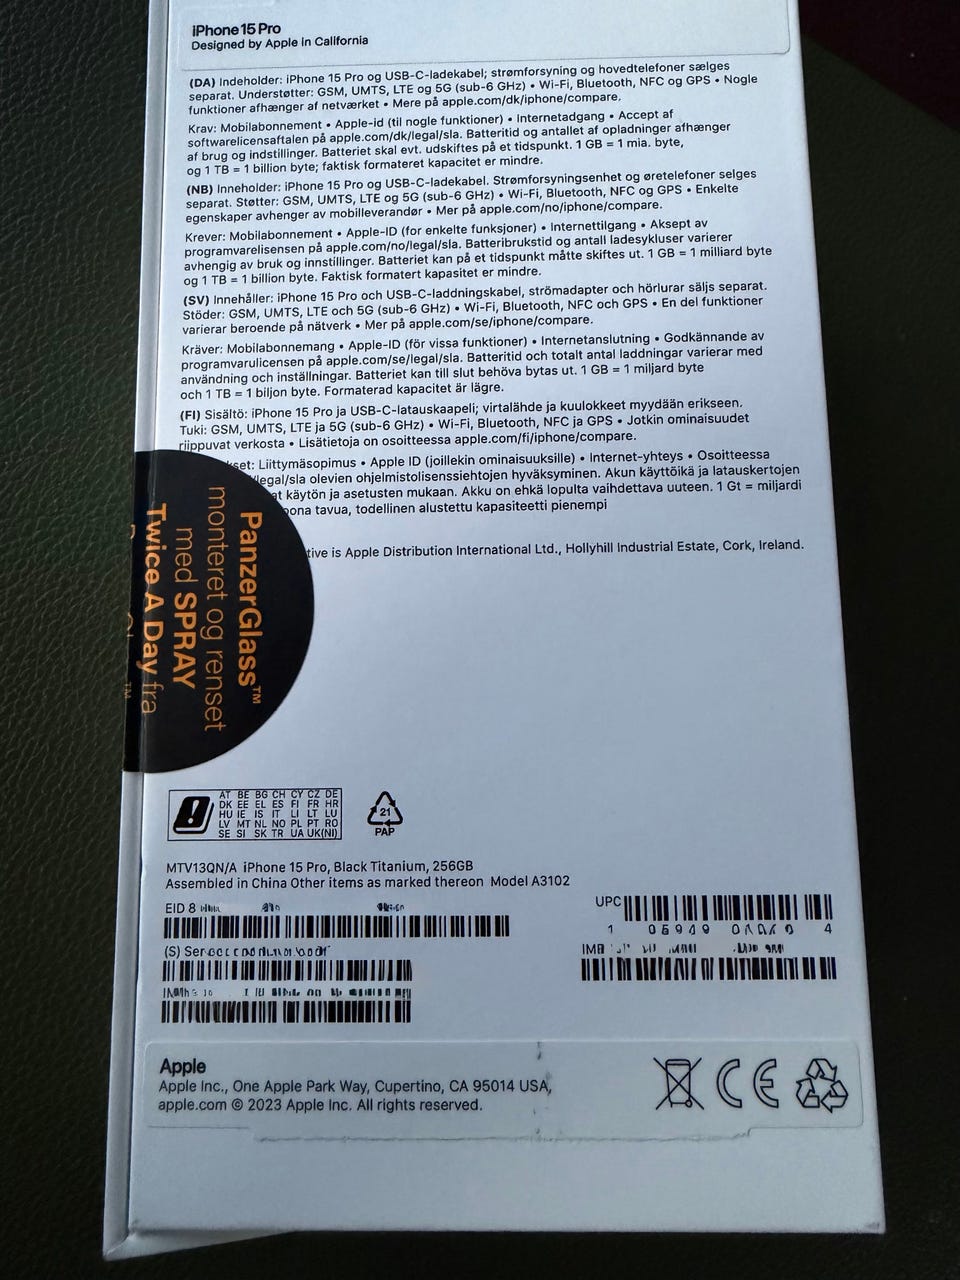 iPhone 15 Pro
Designed by Apple in California
(DA) Indeholder: iPhone 15 Pro og USB-C-ladekabel; strømforsyning og hovedtelefoner sælges
separat. Understøtter: GSM, UMTS, LTE og 5G (sub-6 GHz) • Wi-Fi, Bluetooth, NFC og GPS • Nogle
funktioner afhænger af netværket • Mere på apple.com/dk/iphone/compare.
Krav: Mobilabonnement • Apple-id (til nogle funktioner) • Internetadgang • Accept af
softwarelicensaftalen på apple.com/dk/legal/sla. Batteritid og antallet af opladninger afhænger
af brug og indstillinger. Batteriet skal evt. udskiftes på et tidspunkt. 1 GB = 1 mia. byte,
og 1 TB = 1 billion byte; faktisk formateret kapacitet er mindre.
(NB) Inneholder: iPhone 15 Pro og USB-C-ladekabel. Strømforsyningsenhet og øretelefoner selges
separat. Støtter: GSM, UMTS, LTE og 5G (sub-6 GHz) • Wi-Fi, Bluetooth, NFC og GPS • Enkelte
egenskaper avhenger av mobilleverandør • Mer på apple.com/no/iphone/compare.
Krever: Mobilabonnement • Apple-ID (for enkelte funksjoner) • Internettilgang • Aksept av
programvarelisensen på apple.com/no/legal/sla. Batteribrukstid og antall ladesykluser varierer
avhengig av bruk og innstillinger. Batteriet kan på et tidspunkt måtte skiftes ut. 1 GB = 1 milliard byte
og 1 TB = 1 billion byte. Faktisk formatert kapasitet er mindre.
(SV) Innehåller: iPhone 15 Pro och USB-C-laddningskabel, strömadapter och hörlurar säljs separat.
Stöder: GSM, UMTS, LTE och 5G (sub-6 GHz) • Wi-Fi, Bluetooth, NFC och GPS • En del funktioner
varierar beroende på nätverk • Mer på apple.com/se/iphone/compare.
Kräver: Mobilabonnemang • Apple-ID (för vissa funktioner) • Internetanslutning • Godkännande av
programvarulicensen på apple.com/se/legal/sla. Batteritid och totalt antal laddningar varierar med
användning och inställningar. Batteriet kan till slut behöva bytas ut. 1 GB = 1 miljard byte
och 1 TB = 1 biljon byte. Formaterad kapacitet är lägre.
(FI) Sisältö: iPhone 15 Pro ja USB-C-latauskaapeli; virtalähde ja kuulokkeet myydään erikseen.
Tuki: GSM, UMTS, LTE ja 5G (sub-6 GHz) • Wi-Fi, Bluetooth, NFC ja GPS • Jotkin ominaisuudet
riippuvat verkosta • Lisätietoja on osoitteessa apple.com/fi/iphone/compare.
set: Liittymäsopimus • Apple ID (joillekin ominaisuuksille) • Internet-yhteys • Osoitteessa
/legal/sla olevien ohjelmistolisenssiehtojen hyväksyminen. Akun käyttöikä ja latauskertojen
at käytön ja asetusten mukaan. Akku on ehkä lopulta vaihdettava uuteen. 1 Gt = miljardi
oona tavua, todellinen alustettu kapasiteetti pienempi
tive is Apple Distribution International Ltd., Hollyhill Industrial Estate, Cork, Ireland.
PanzerGlass™
monteret og renset
med SPRAY
Twice A Day fra
™
AT BE BG CH CY CZ DE
DK EE EL ES FI FR HR
HU IE IS IT LI LT LU
LV MT NL NO PL PT RO
SE SI SK TR UA UK(NI)
21
PAP
MTV13QN/A iPhone 15 Pro, Black Titanium, 256GB
Assembled in China Other items as marked thereon Model A3102
EID 8
UPC
(S) Ser
Apple
Apple Inc., One Apple Park Way, Cupertino, CA 95014 USA,
apple.com © 2023 Apple Inc. All rights reserved.
CE